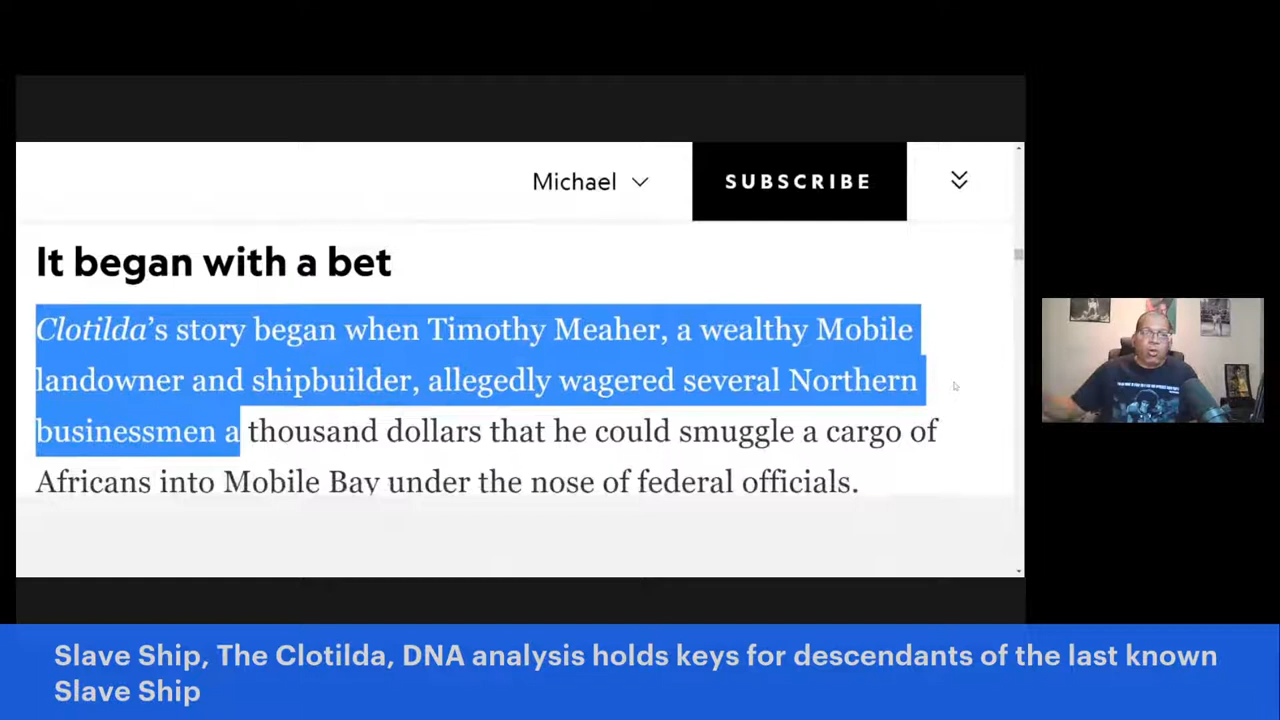 Michael
SUBSCRIBE
It began with a bet
Clotilda’s story began when Timothy Meaher, a wealthy Mobile
landowner and shipbuilder, allegedly wagered several Northern
businessmen a thousand dollars that he could smuggle a cargo of
Africans into Mobile Bay under the nose of federal officials.
Slave Ship, The Clotilda, DNA analysis holds keys for descendants of the last known
Slave Ship